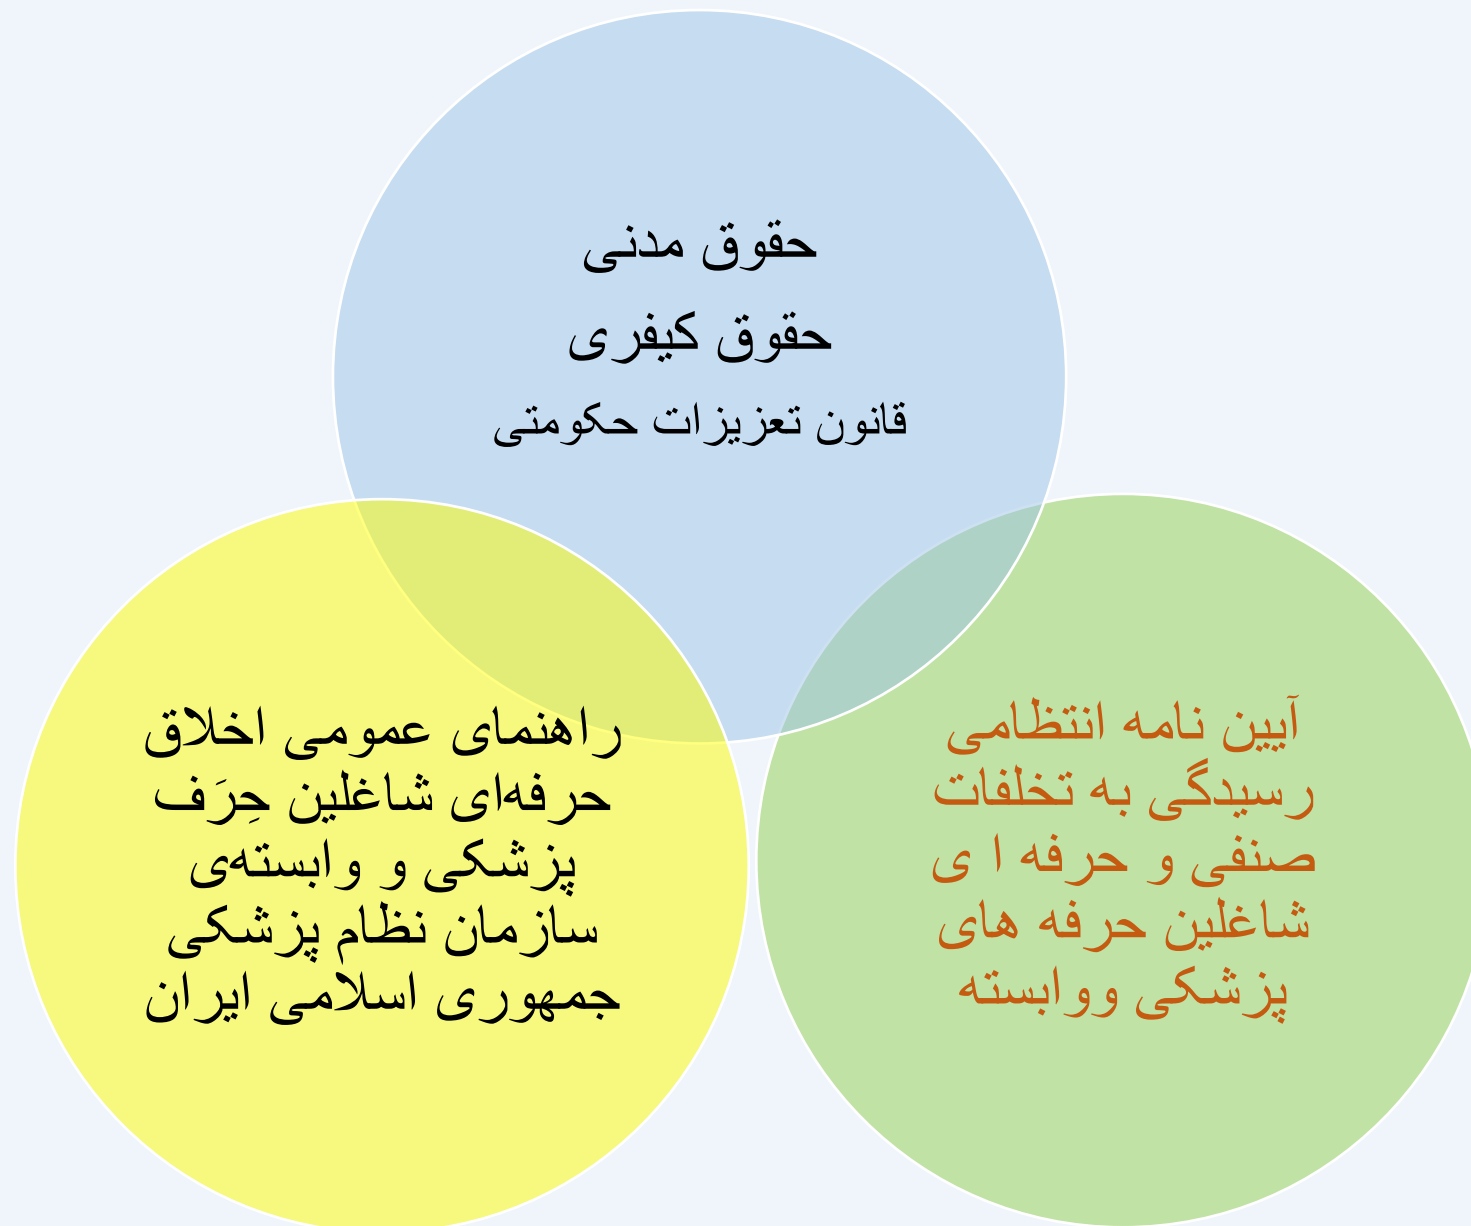 حقوق مدنی
حقوق کیفری
قانون تعزیزات حکومتی
آیین نامه انتظامی
رسیدگی به تخلفات
صنفی و حرفه ا ی
شاغلین حرفه های
پزشکی ووابسته
راهنمای عمومی اخلاق
حرفه‌ای شاغلین حِرَف
پزشکی و وابسته‌ی
سازمان نظام پزشکی
جمهوری اسلامی ایران